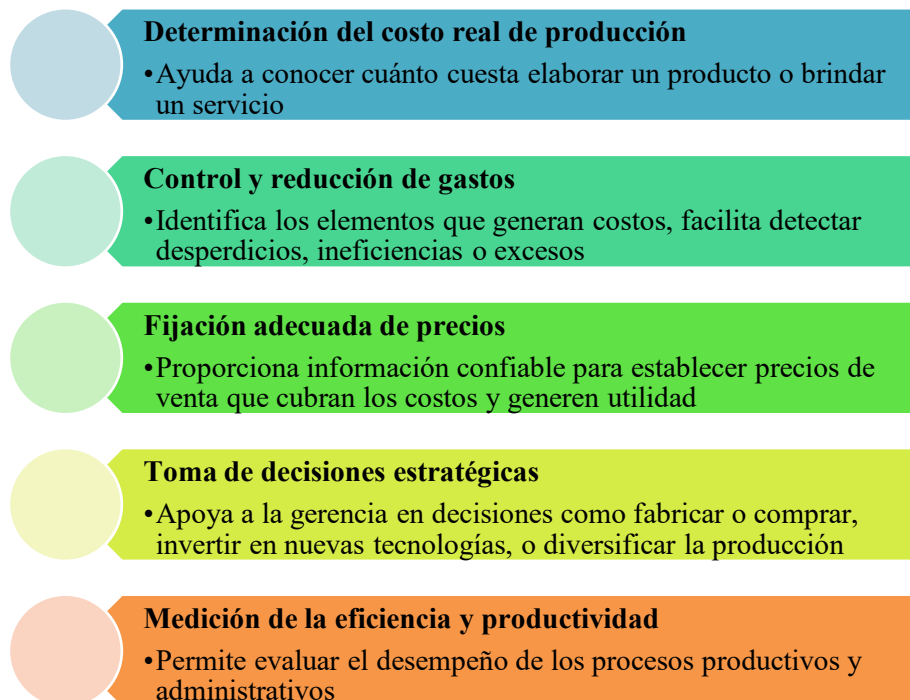 Determinación del costo real de producción
•Ayuda a conocer cuánto cuesta elaborar un producto o brindar
un servicio
Control y reducción de gastos
•Identifica los elementos que generan costos, facilita detectar
desperdicios, ineficiencias o excesos
Fijación adecuada de precios
•Proporciona información confiable para establecer precios de
venta que cubran los costos y generen utilidad
Toma de decisiones estratégicas
•Apoya a la gerencia en decisiones como fabricar o comprar,
invertir en nuevas tecnologías, o diversificar la producción
Medición de la eficiencia y productividad
•Permite evaluar el desempeño de los procesos productivos y
administrativos